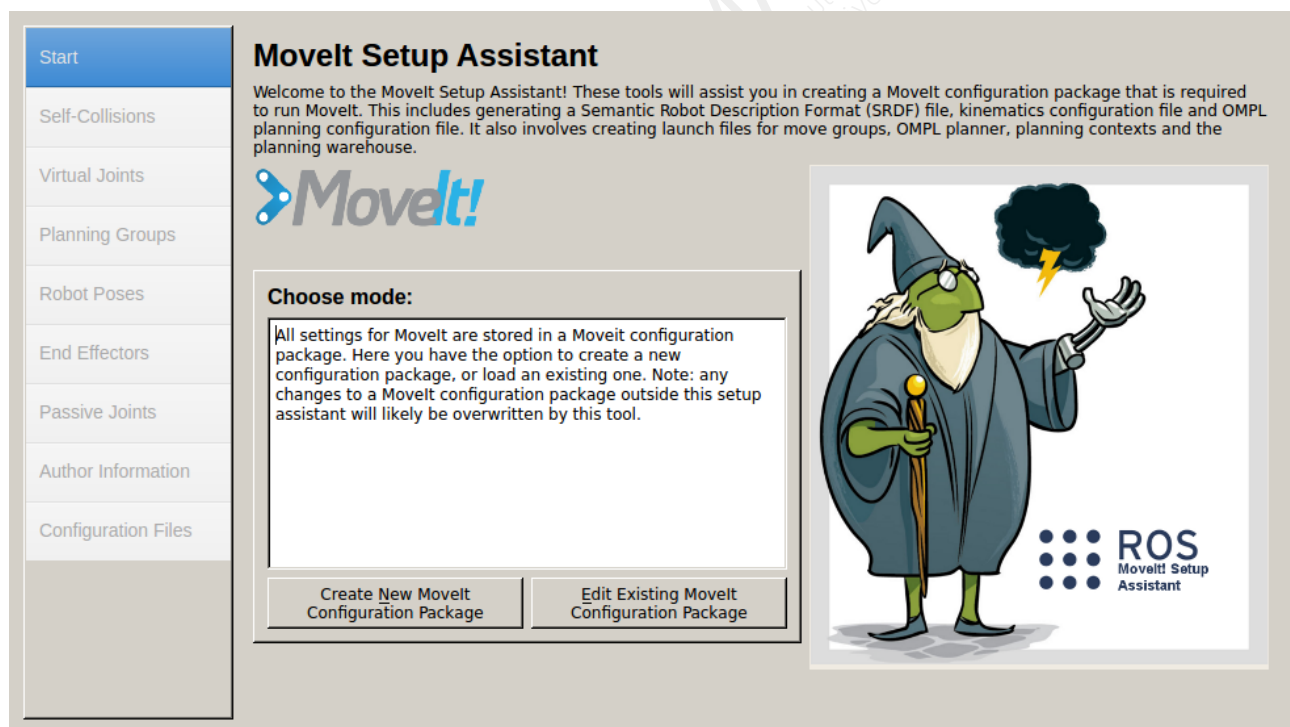 Start
Self-Collisions
Virtual Joints
Planning Groups
Robot Poses
End Effectors
Passive Joints
Author Information
Configuration Files
MoveIt Setup Assistant
Welcome to the MoveIt Setup Assistant! These tools will assist you in creating a MoveIt configuration package that is required
to run MoveIt. This includes generating a Semantic Robot Description Format (SRDF) file, kinematics configuration file and OMPL
planning configuration file. It also involves creating launch files for move groups, OMPL planner, planning contexts and the
planning warehouse.
MoveIt!
Choose mode:
All settings for MoveIt are stored in a Moveit configuration
package. Here you have the option to create a new
configuration package, or load an existing one. Note: any
changes to a MoveIt configuration package outside this setup
assistant will likely be overwritten by this tool.
Create New MoveIt
Configuration Package
Edit Existing MoveIt
Configuration Package
ROS
MoveIt! Setup
Assistant